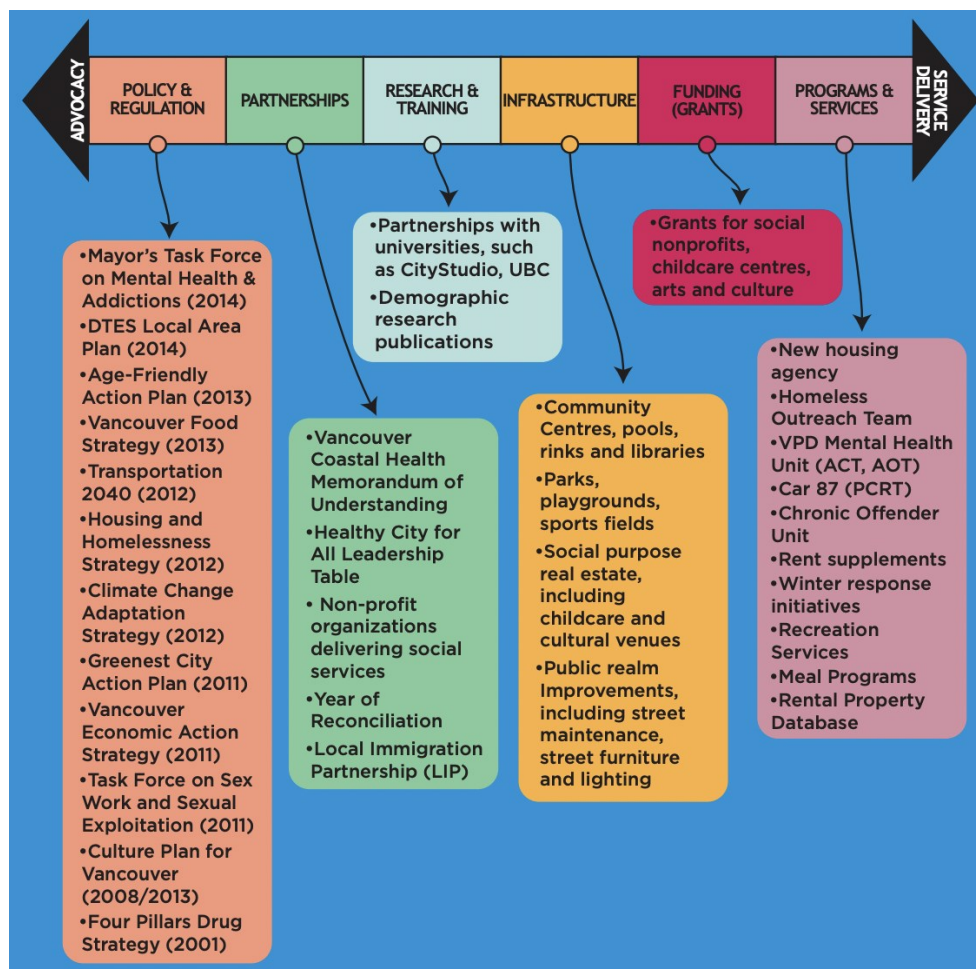 ADVOCACY
POLICY &
REGULATION
PARTNERSHIPS
RESEARCH &
TRAINING
INFRASTRUCTURE
FUNDING
(GRANTS)
PROGRAMS &
SERVICES
SERVICE
DELIVERY
•Mayor's Task Force
on Mental Health &
Addictions (2014)
•DTES Local Area
Plan (2014)
•Age-Friendly
Action Plan (2013)
•Vancouver Food
Strategy (2013)
•Transportation
2040 (2012)
•Housing and
Homelessness
Strategy (2012)
•Climate Change
Adaptation
Strategy (2012)
•Greenest City
Action Plan (2011)
•Vancouver
Economic Action
Strategy (2011)
•Task Force on Sex
Work and Sexual
Exploitation (2011)
•Culture Plan for
Vancouver
(2008/2013)
•Four Pillars Drug
Strategy (2001)
•Vancouver
Coastal Health
Memorandum of
Understanding
•Healthy City for
All Leadership
Table
• Non-profit
organizations
delivering social
services
•Year of
Reconciliation
•Local Immigration
Partnership (LIP)
•Partnerships with
universities, such
as CityStudio, UBC
•Demographic
research
publications
•Community
Centres, pools,
rinks and libraries
•Parks,
playgrounds,
sports fields
•Social purpose
real estate,
including
childcare and
cultural venues
•Public realm
Improvements,
including street
maintenance,
street furniture
and lighting
•Grants for social
nonprofits,
childcare centres,
arts and culture
•New housing
agency
•Homeless
Outreach Team
•VPD Mental Health
Unit (ACT, AOT)
•Car 87 (PCRT)
•Chronic Offender
Unit
•Rent supplements
•Winter response
initiatives
•Recreation
Services
•Meal Programs
•Rental Property
Database